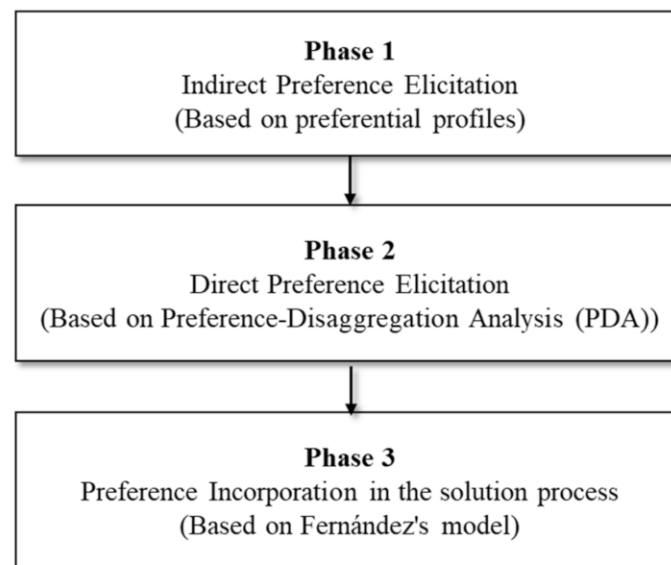 Phase 1
Indirect Preference Elicitation
(Based on preferential profiles)
Phase 2
Direct Preference Elicitation
(Based on Preference-Disaggregation Analysis (PDA))
Phase 3
Preference Incorporation in the solution process
(Based on Fernández's model)